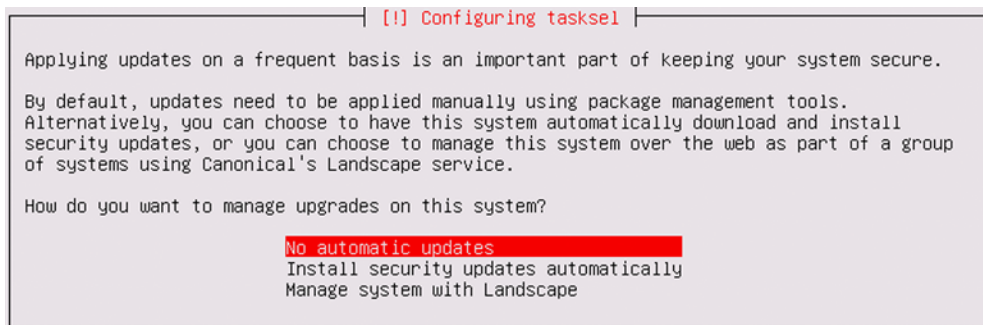 [!] Configuring tasksel
Applying updates on a frequent basis is an important part of keeping your system secure.
By default, updates need to be applied manually using package management tools.
Alternatively, you can choose to have this system automatically download and install
security updates, or you can choose to manage this system over the web as part of a group
of systems using Canonical's Landscape service.
How do you want to manage upgrades on this system?
No automatic updates
Install security updates automatically
Manage system with Landscape